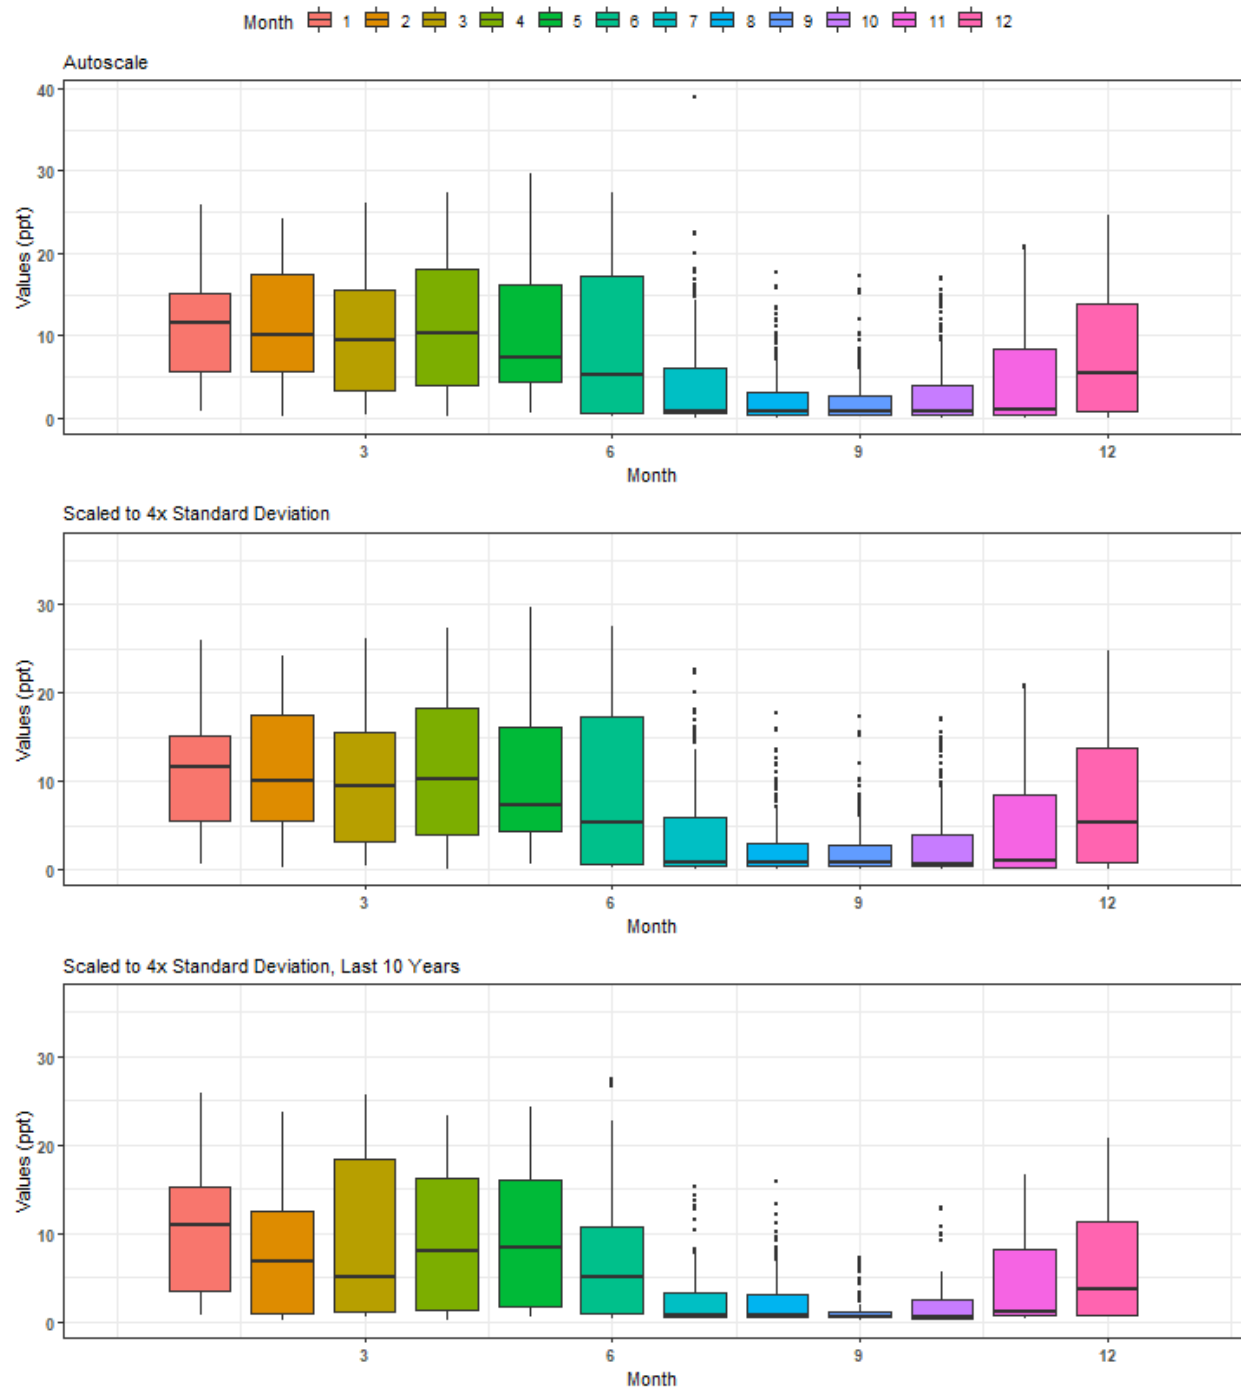 Month 1 2 3 4 5 6 7 8 9 10 11 12
Autoscale
Values (ppt)
40
30
20
10
0
3 6 9 12
Month
Scaled to 4x Standard Deviation
Values (ppt)
30
20
10
0
3 6 9 12
Month
Scaled to 4x Standard Deviation, Last 10 Years
Values (ppt)
30
20
10
0
3 6 9 12
Month